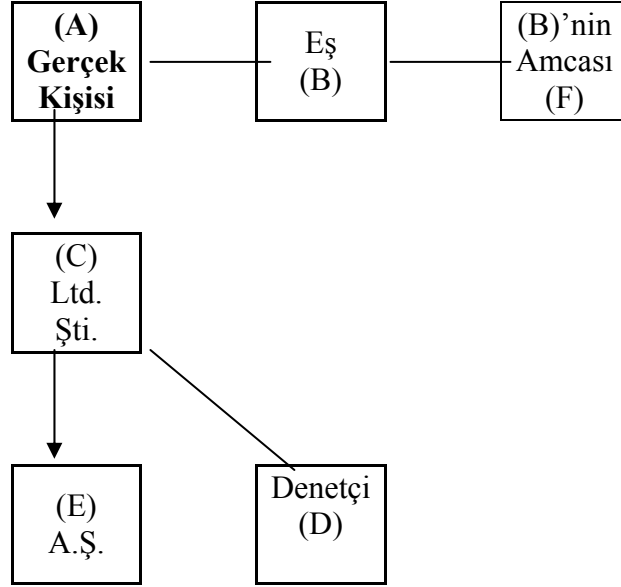 (A)
Gerçek
Kişisi
Eş
(B)
(B)’nin
Amcası
(F)
(C)
Ltd.
Şti.
(E)
A.Ş.
Denetçi
(D)